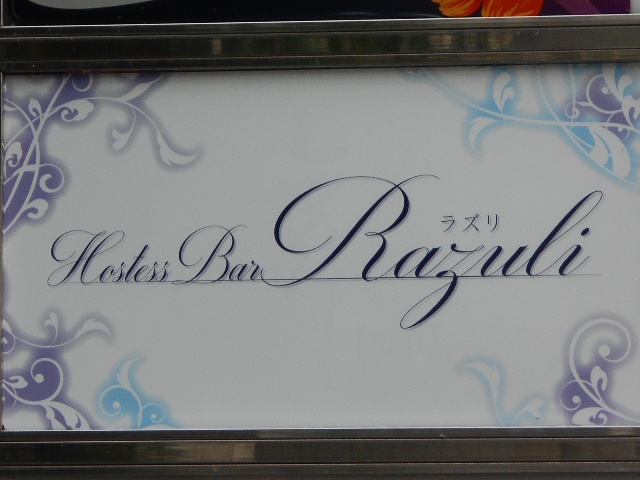 ラズリ
Hostess Bar Razuli